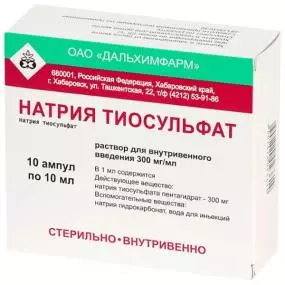 ОАО «ДАЛЬХИМФАРМ»
680001, Российская Федерация, Хабаровский край,
г. Хабаровск, ул. Ташкентская, 22, т/ф (4212) 53-91-86
НАТРИЯ ТИОСУЛЬФАТ
натрия тиосульфат
раствор для внутривенного
введения 300 мг/мл
10 ампул
по 10 мл
В 1 мл содержится
Действующее вещество:
натрия тиосульфата пентагидрат - 300 мг
Вспомогательные вещества:
натрия гидрокарбонат, вода для инъекций
СТЕРИЛЬНО • ВНУТРИВЕННО